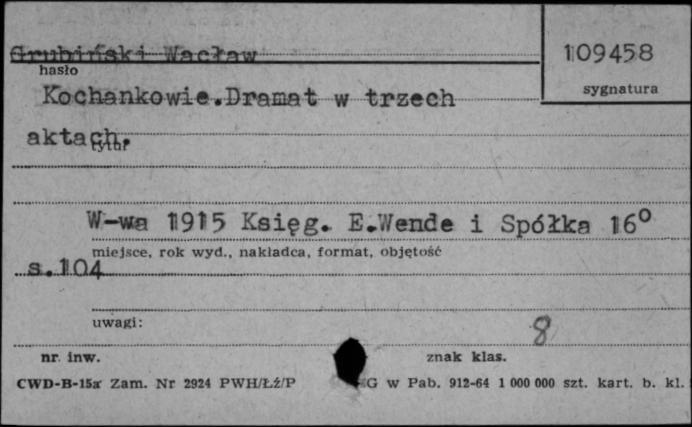 Grubiński Wacław
109458
hasło
sygnatura
Kochankowie.Dramat w trzech
aktach.
tytuł
W-wa 1915 Księg. E.Wende i Spółka 16⁰
miejsce, rok wyd., nakładca, format, objętość
s.104
uwagi:
8
nr. inw.
znak klas.
CWD-B-15a Zam. Nr 2924 PWH/Łź/P
G w Pab. 912-64 1 000 000 szt. kart. b. kl.